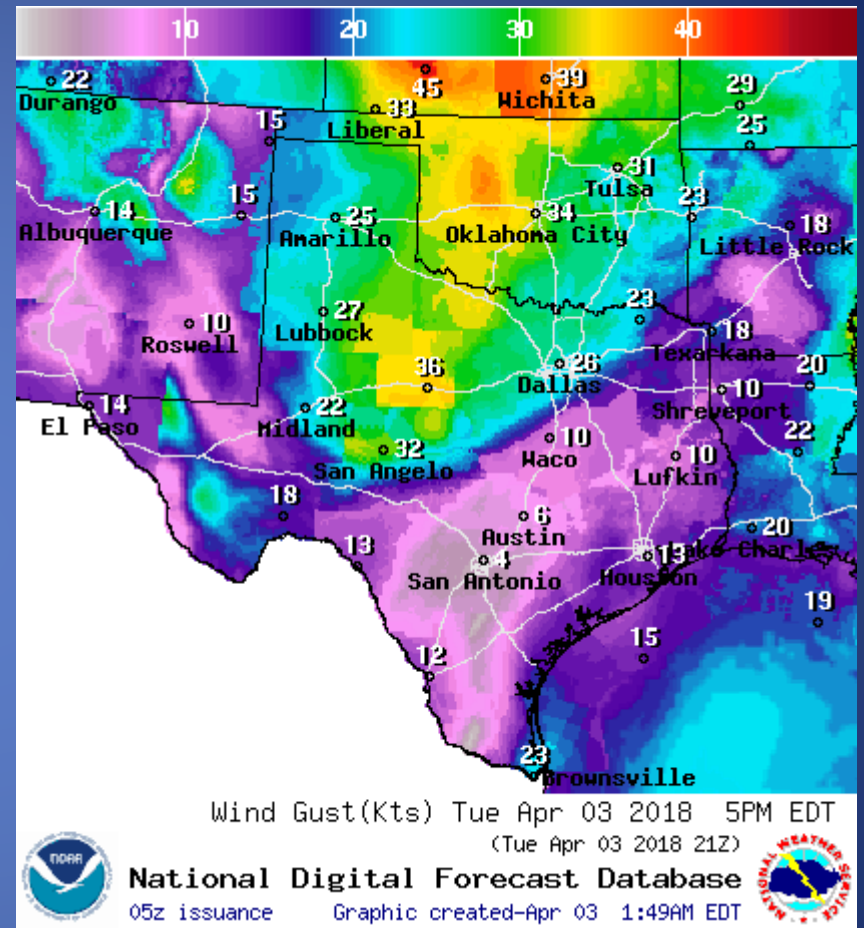 10 20 30 40
22 45 39 29
Durango 33 Wichita
Liberal
15 25
31
Tulsa
14 15 25 34 23 18
Albuquerque Amarillo Oklahoma City Little Rock
10 27 23 18
Roswell Lubbock Texarkana
36 26 20
Dallas 10
14 22 Shreveport
El Paso Midland
32 10 10 22
San Angelo Waco Lufkin
18 6 20
Austin Lake Charles
13 4 13
San Antonio Houston
19
15
12
23
Brownsville
Wind Gust(Kts) Tue Apr 03 2018 5PM EDT
(Tue Apr 03 2018 21Z)
NOAA
NATIONAL WEATHER SERVICE
National Digital Forecast Database
05z issuance Graphic created-Apr 03 1:49AM EDT